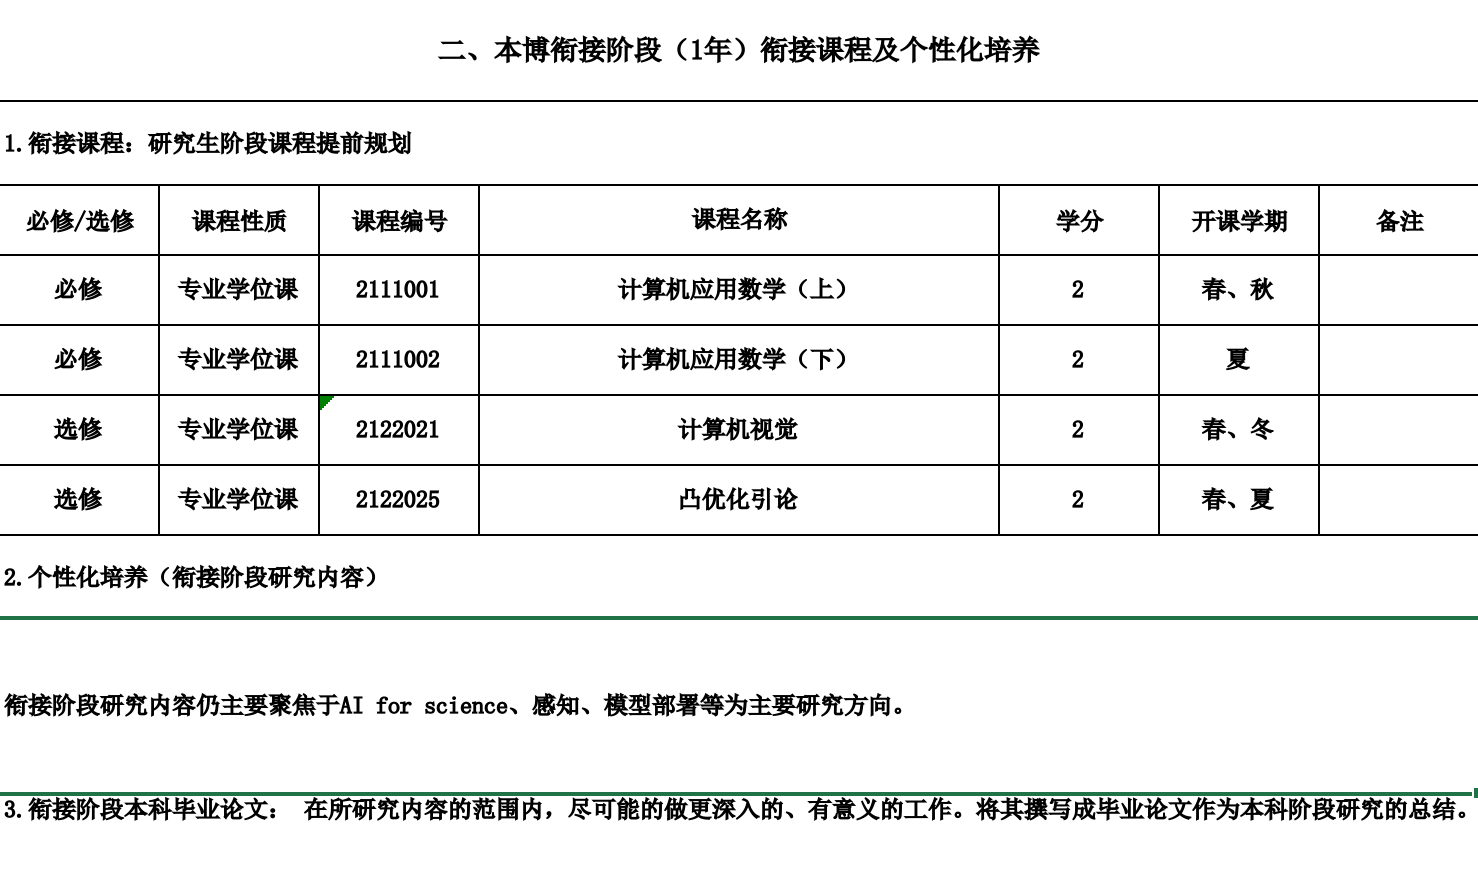 二、本博衔接阶段（1年）衔接课程及个性化培养
1.衔接课程：研究生阶段课程提前规划
必修/选修 课程性质 课程编号 课程名称 学分 开课学期 备注
必修 专业学位课 2111001 计算机应用数学（上） 2 春、秋
必修 专业学位课 2111002 计算机应用数学（下） 2 夏
选修 专业学位课 2122021 计算机视觉 2 春、冬
选修 专业学位课 2122025 凸优化引论 2 春、夏
2.个性化培养（衔接阶段研究内容）
衔接阶段研究内容仍主要聚焦于AI for science、感知、模型部署等为主要研究方向。
3.衔接阶段本科毕业论文： 在所研究内容的范围内，尽可能的做更深入的、有意义的工作。将其撰写成毕业论文作为本科阶段研究的总结。